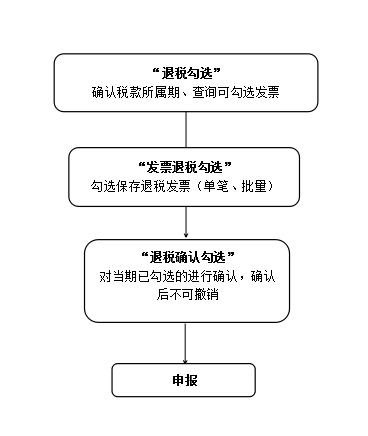 “退税勾选”
确认税款所属期、查询可勾选发票
“发票退税勾选”
勾选保存退税发票（单笔、批量）
“退税确认勾选”
对当期已勾选的进行确认，确认
后不可撤销
申报